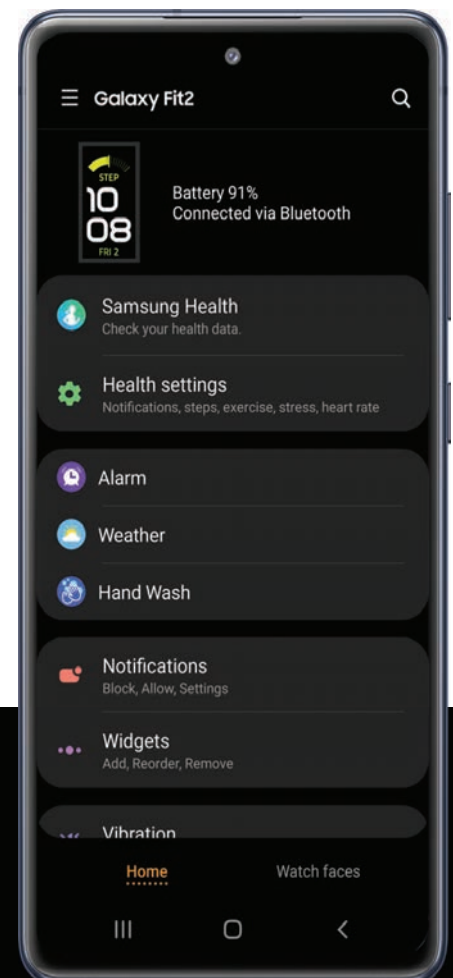 Galaxy Fit2
STEP
10
08
FRI 2
Battery 91%
Connected via Bluetooth
Samsung Health
Check your health data.
Health settings
Notifications, steps, exercise, stress, heart rate
Alarm
Weather
Hand Wash
Notifications
Block, Allow, Settings
Widgets
Add, Reorder, Remove
Vibration
Home
Watch faces